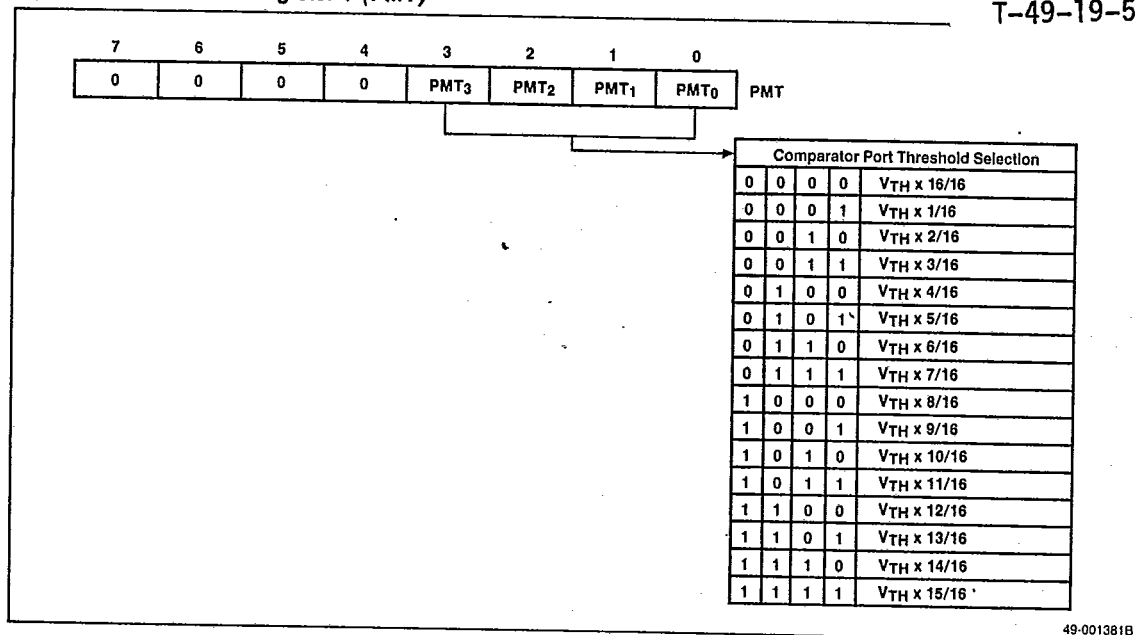 T-49-19-5
7 6 5 4 3 2 1 0
0 0 0 0 PMT3 PMT2 PMT1 PMT0 PMT
Comparator Port Threshold Selection
0 0 0 0 VTH x 16/16
0 0 0 1 VTH x 1/16
0 0 1 0 VTH x 2/16
0 0 1 1 VTH x 3/16
0 1 0 0 VTH x 4/16
0 1 0 1 VTH x 5/16
0 1 1 0 VTH x 6/16
0 1 1 1 VTH x 7/16
1 0 0 0 VTH x 8/16
1 0 0 1 VTH x 9/16
1 0 1 0 VTH x 10/16
1 0 1 1 VTH x 11/16
1 1 0 0 VTH x 12/16
1 1 0 1 VTH x 13/16
1 1 1 0 VTH x 14/16
1 1 1 1 VTH x 15/16
49-001381B